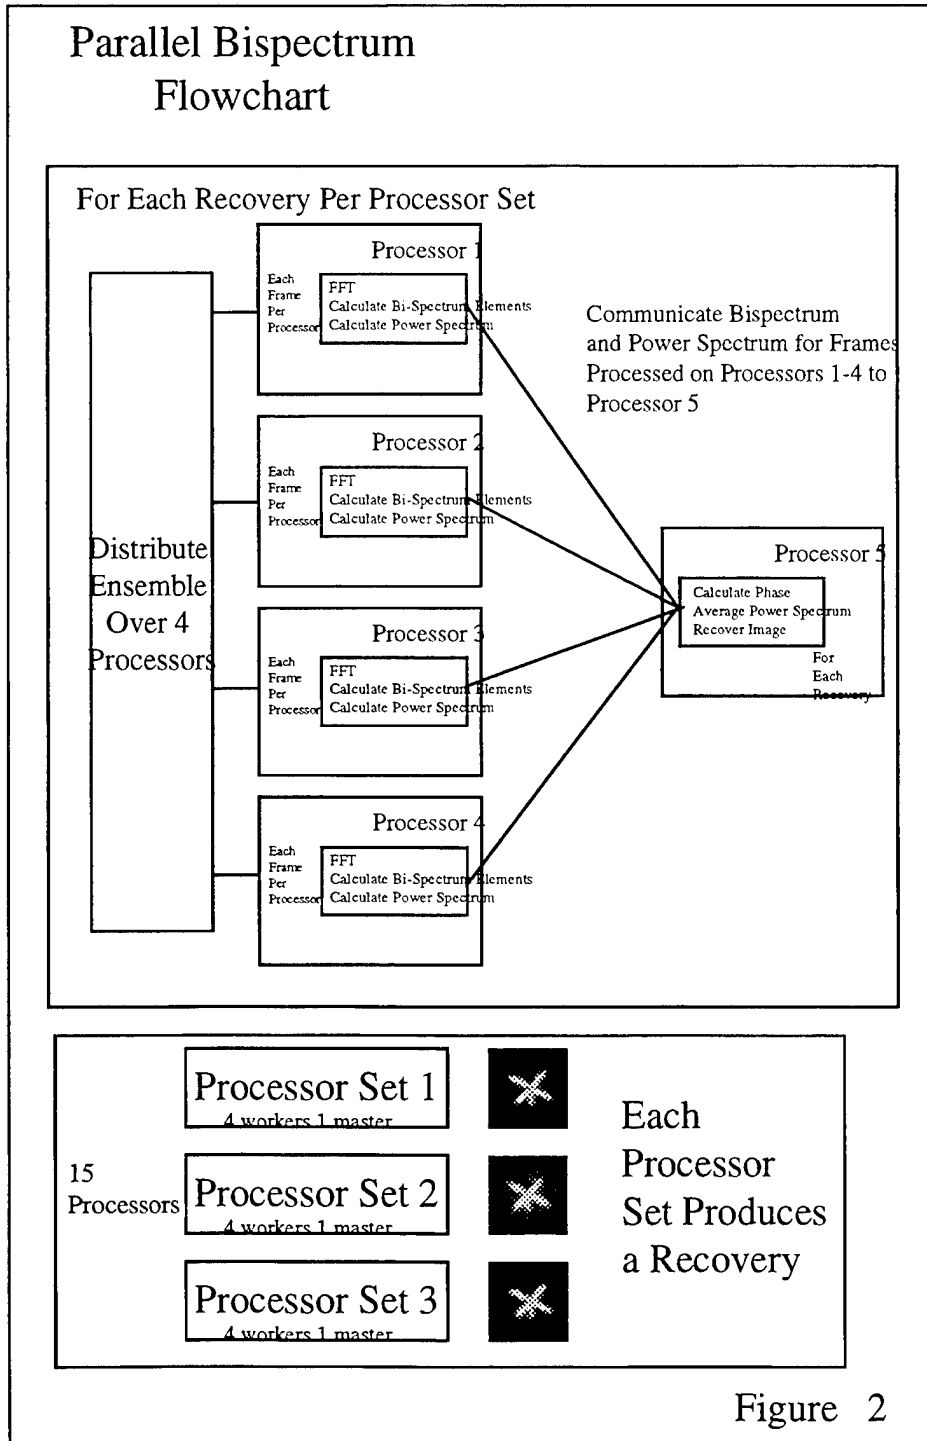 Parallel Bispectrum
Flowchart
For Each Recovery Per Processor Set
Distribute
Ensemble
Over 4
Processors
Processor 1
Each
Frame
Per
Processor
FFT
Calculate Bi-Spectrum Elements
Calculate Power Spectrum
Processor 2
Each
Frame
Per
Processor
FFT
Calculate Bi-Spectrum Elements
Calculate Power Spectrum
Processor 3
Each
Frame
Per
Processor
FFT
Calculate Bi-Spectrum Elements
Calculate Power Spectrum
Processor 4
Each
Frame
Per
Processor
FFT
Calculate Bi-Spectrum Elements
Calculate Power Spectrum
Communicate Bispectrum
and Power Spectrum for Frames
Processed on Processors 1-4 to
Processor 5
Processor 5
Calculate Phase
Average Power Spectrum
Recover Image
For
Each
Recovery
15
Processors
Processor Set 1
4 workers 1 master
Processor Set 2
4 workers 1 master
Processor Set 3
4 workers 1 master
Each
Processor
Set Produces
a Recovery
Figure 2